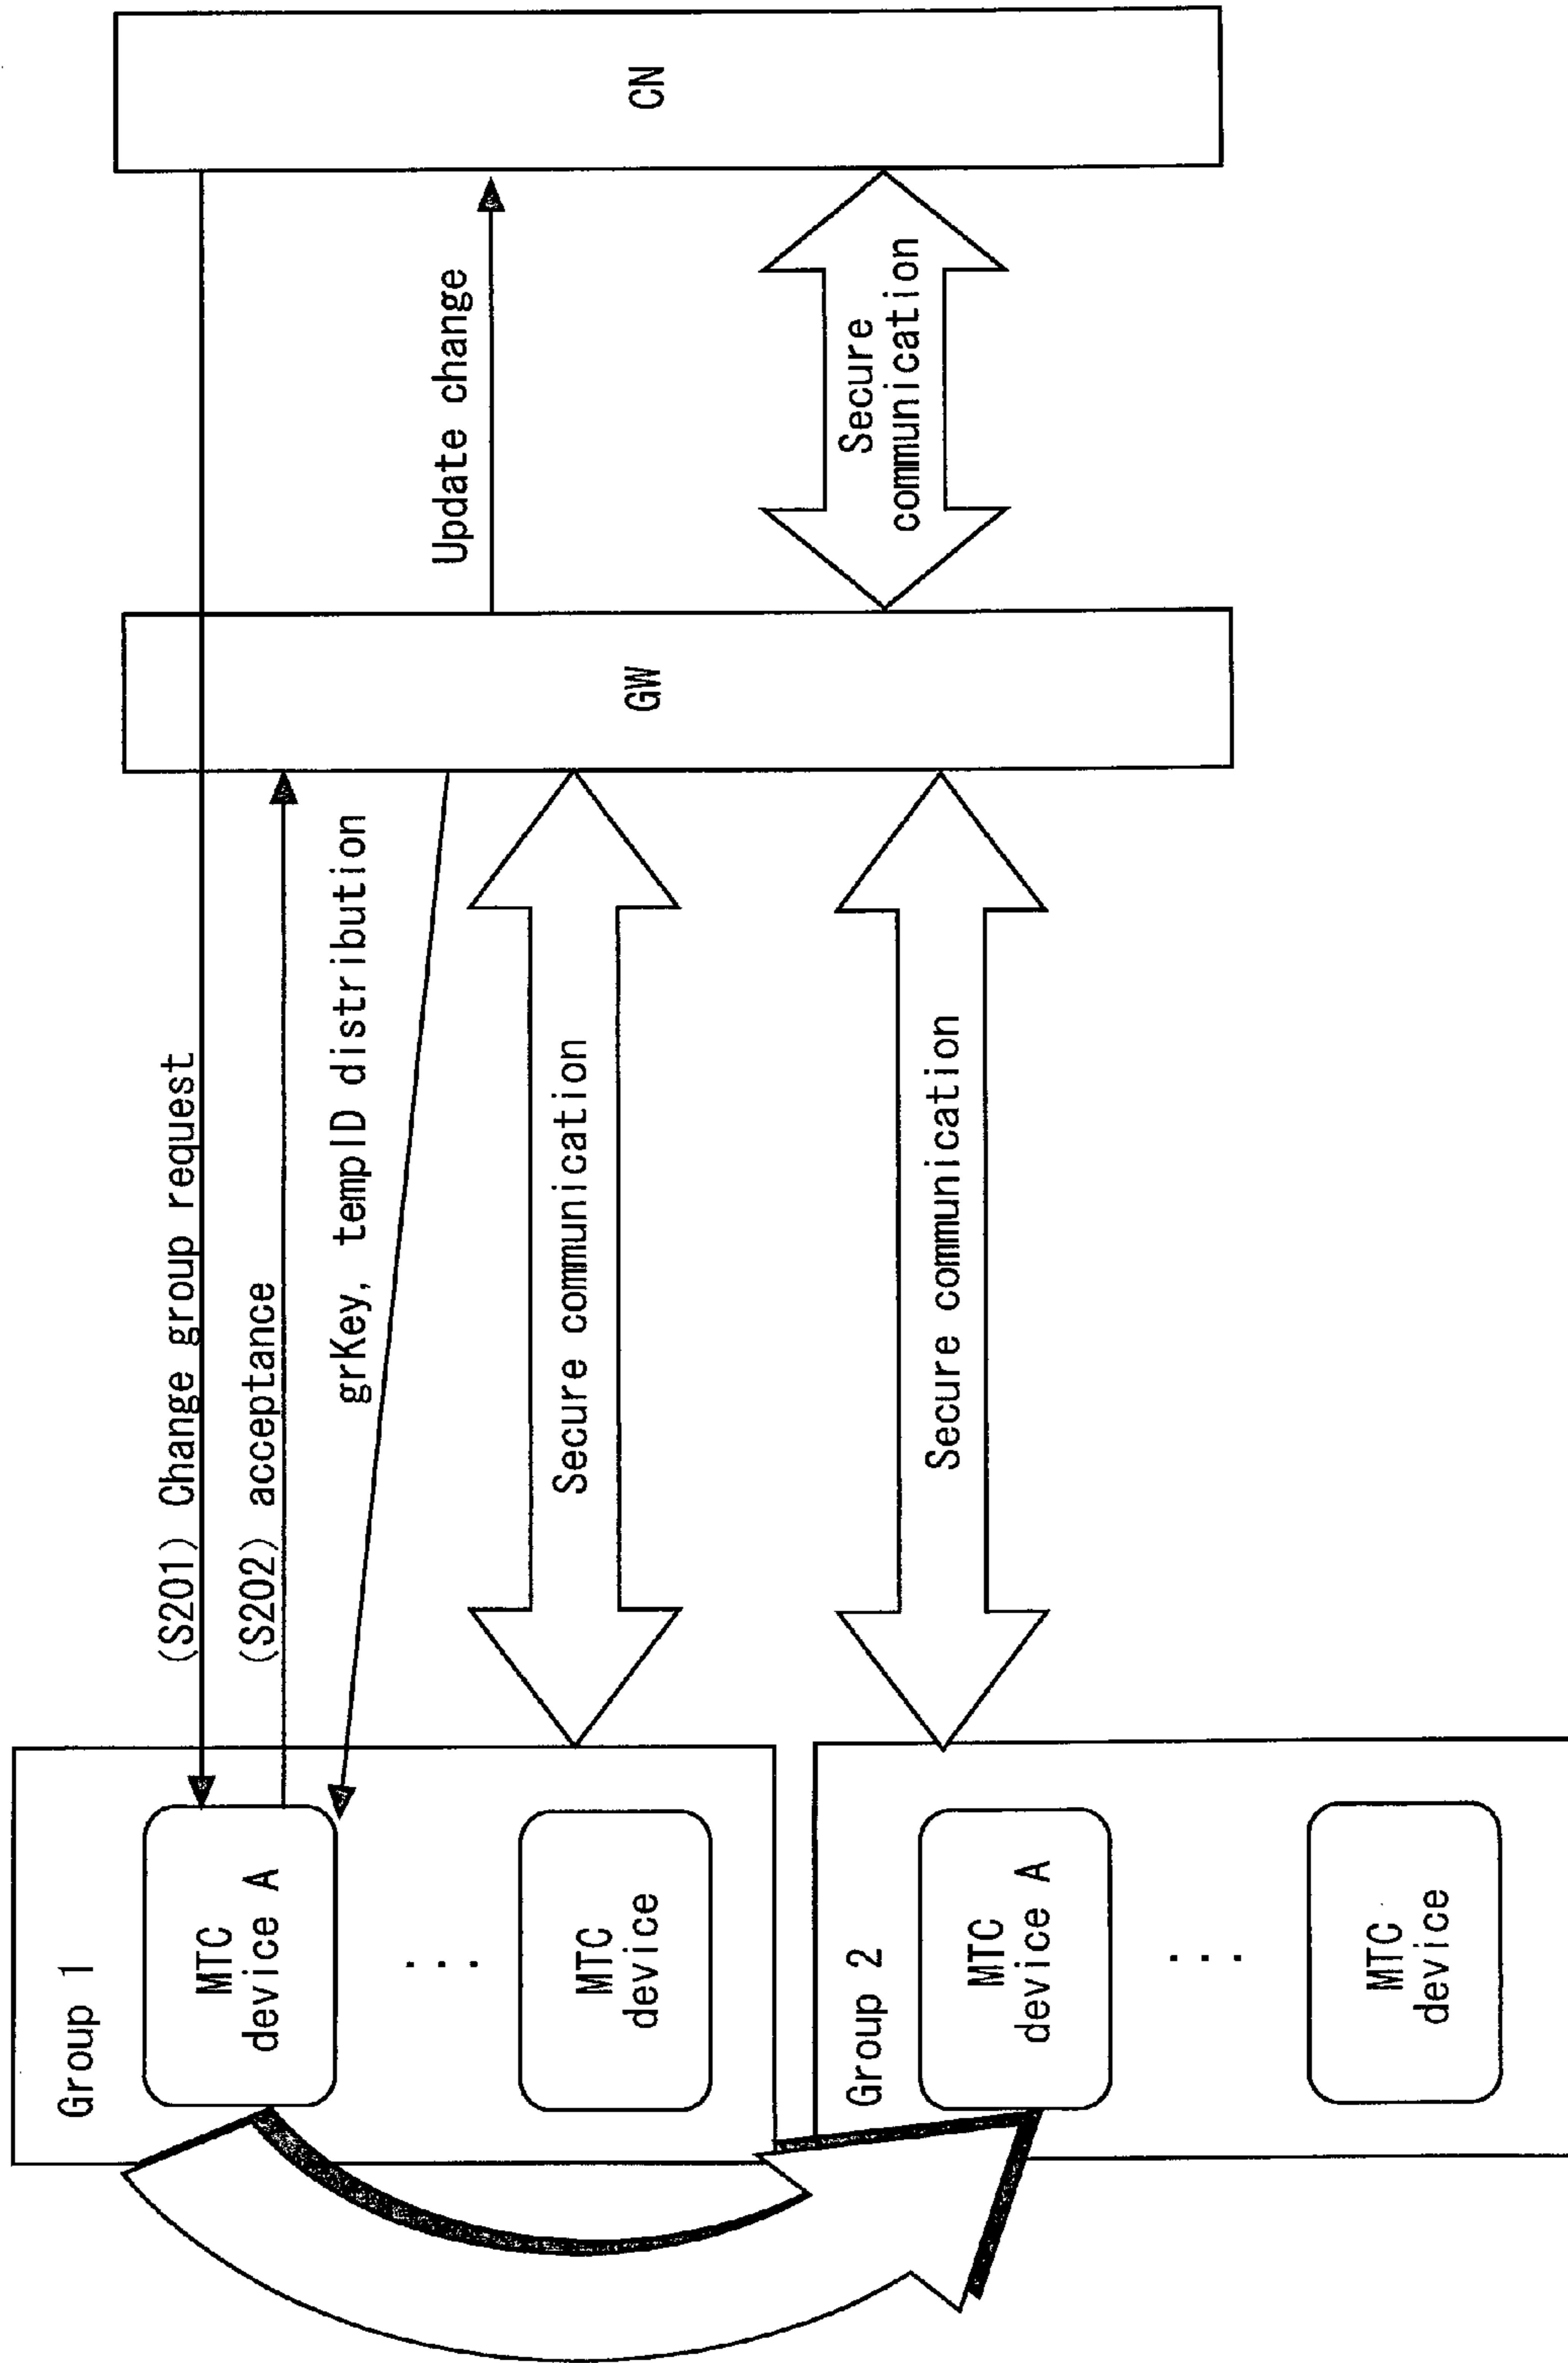 Group 1
MTC
device A
...
MTC
device
Group 2
MTC
device A
...
MTC
device
(S201) Change group request
(S202) acceptance
grKey, tempID distribution
Secure communication
Secure communication
GW
Update change
Secure
communication
CN